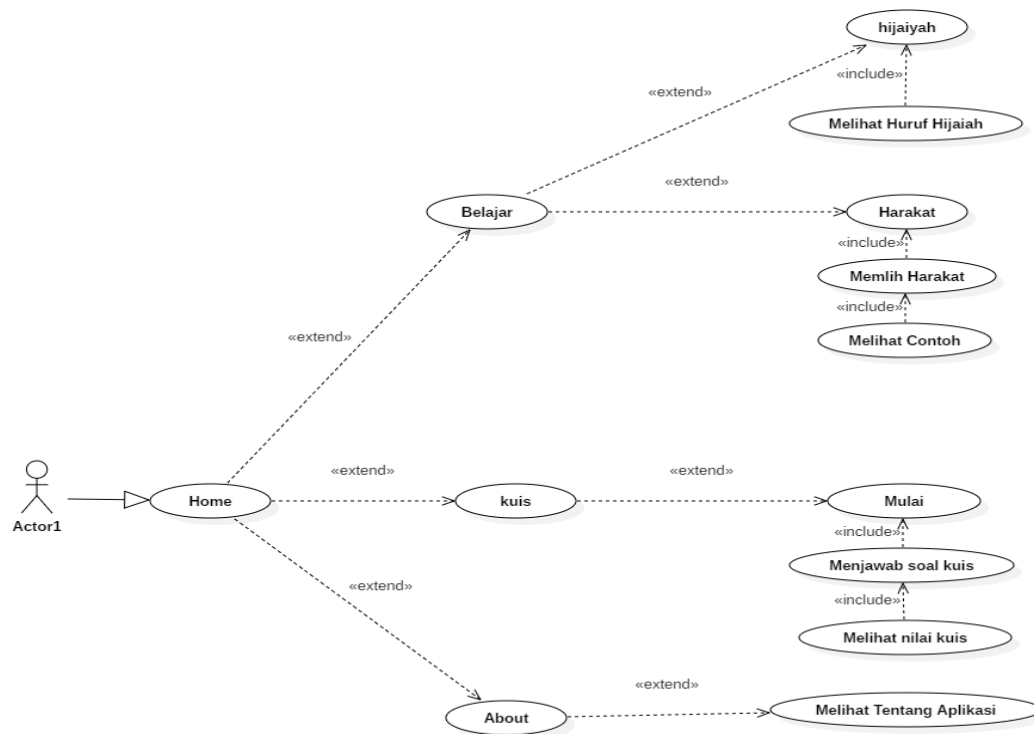 hijaiyah
«include»
«extend»
Melihat Huruf Hijaiah
«extend»
Belajar
Harakat
«include»
Memlih Harakat
«include»
«extend»
Melihat Contoh
«extend»
«extend»
Actor1
Home
kuis
Mulai
«include»
Menjawab soal kuis
«extend»
«include»
Melihat nilai kuis
«extend»
About
Melihat Tentang Aplikasi